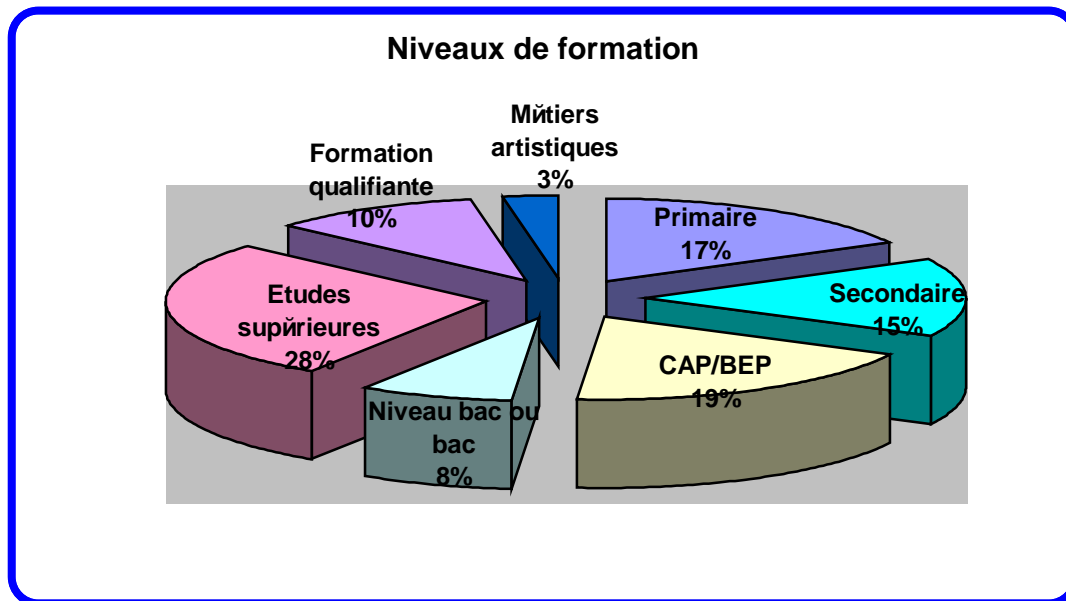 Niveaux de formation
Mйtiers
artistiques
3%
Formation
qualifiante
10%
Primaire
17%
Secondaire
15%
Etudes
supйrieures
28%
CAP/BEP
19%
Niveau bac ou
bac
8%